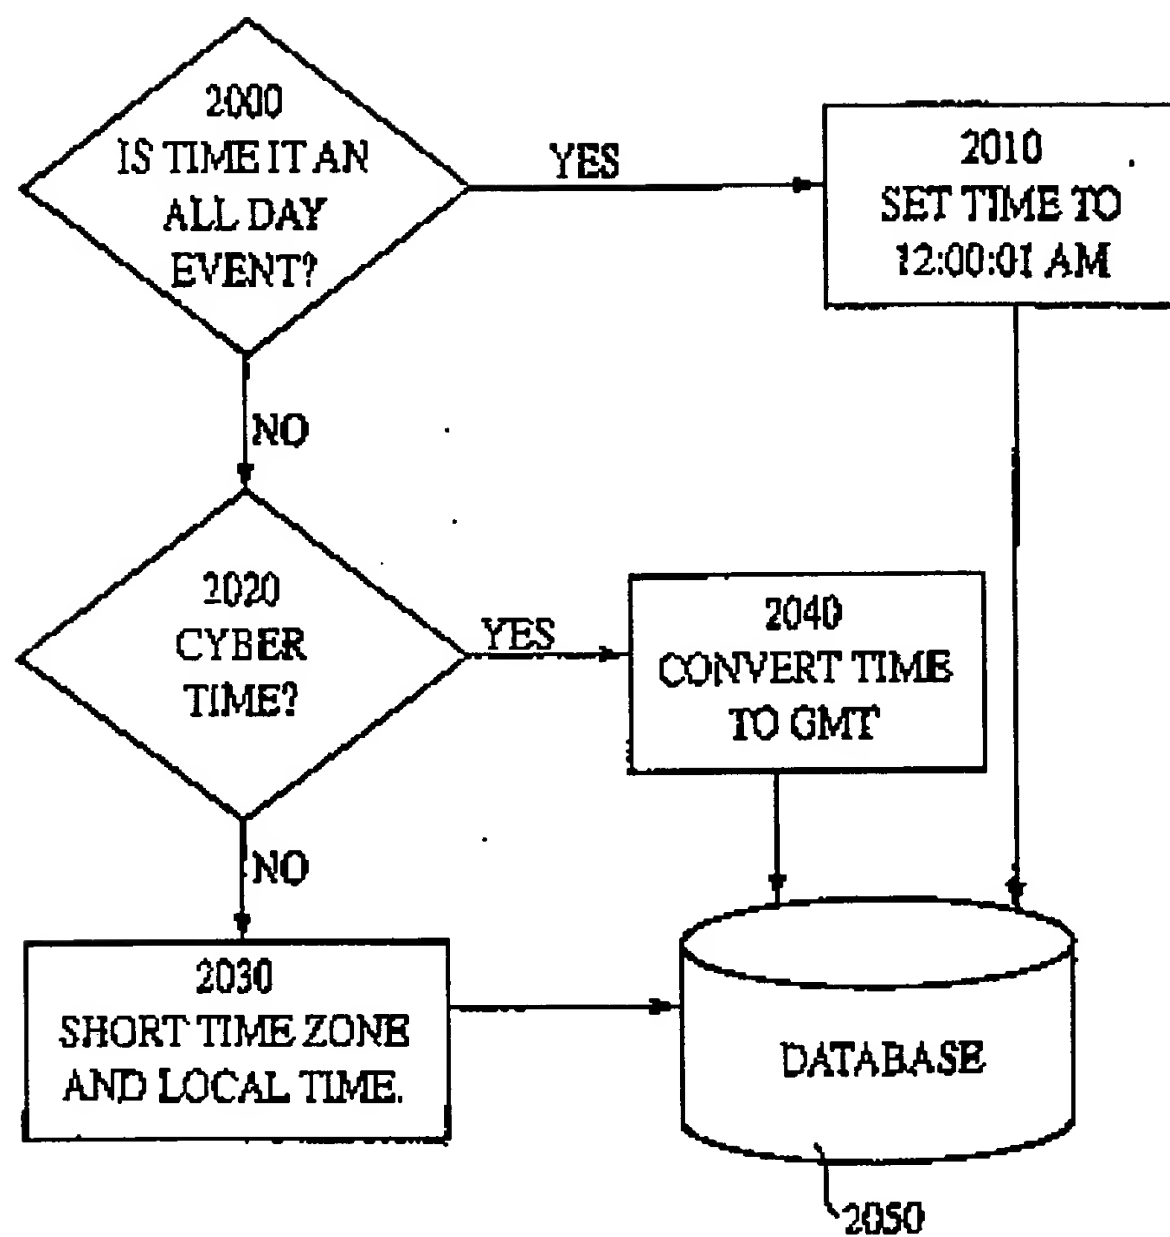 2000
IS TIME IT AN
ALL DAY
EVENT?
YES
2010
SET TIME TO
12:00:01 AM
NO
2020
CYBER
TIME?
YES
2040
CONVERT TIME
TO GMT
NO
2030
SHORT TIME ZONE
AND LOCAL TIME.
DATABASE
2050